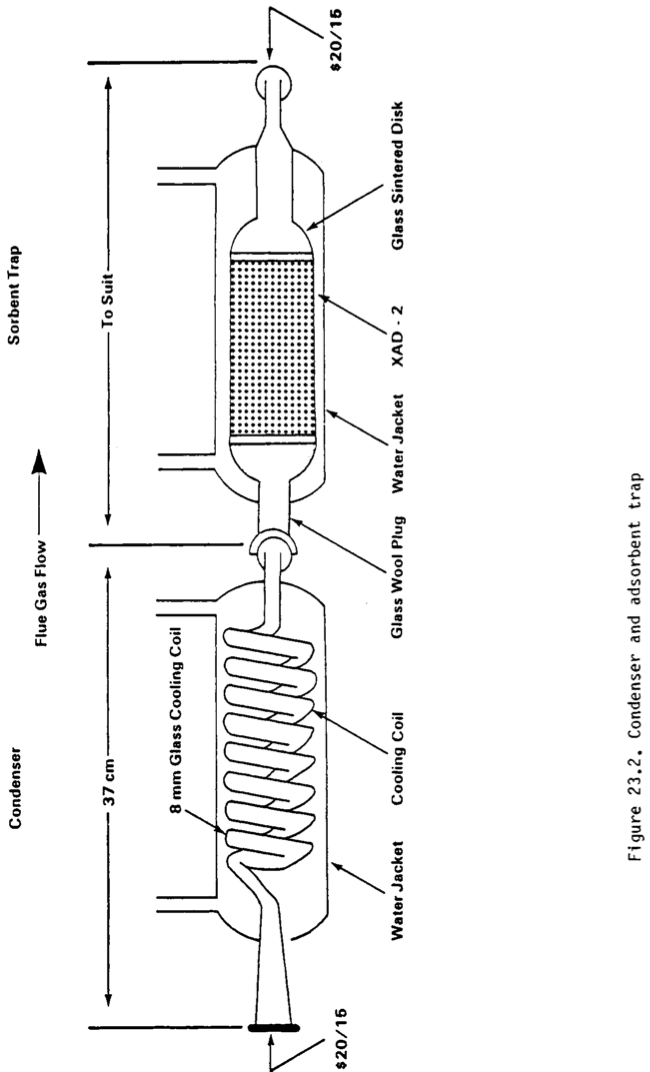 Condenser
Sorbent Trap
Flue Gas Flow
37 cm
To Suit
8 mm Glass Cooling Coil
$20/15
$20/15
Water Jacket
Cooling Coil
Glass Wool Plug
Water Jacket
XAD - 2
Glass Sintered Disk
Figure 23.2. Condenser and adsorbent trap